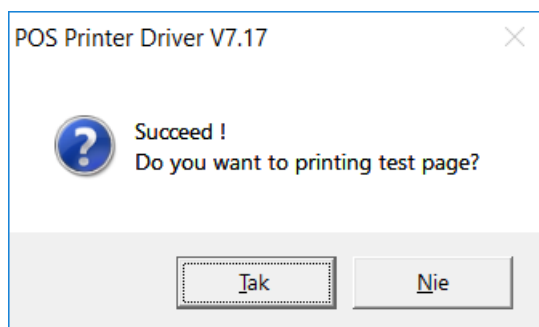 POS Printer Driver V7.17
Succeed !
Do you want to printing test page?
Tak
Nie